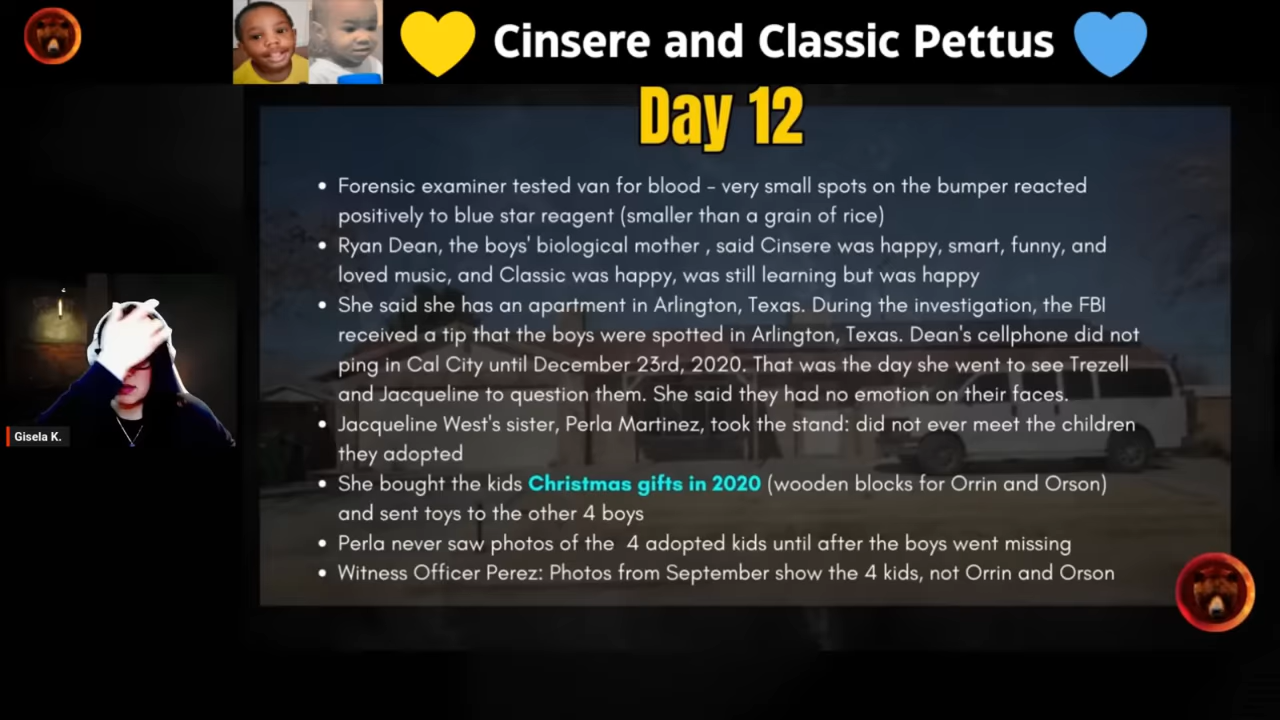 Cinsere and Classic Pettus
Day 12
• Forensic examiner tested van for blood - very small spots on the bumper reacted
positively to blue star reagent (smaller than a grain of rice)
• Ryan Dean, the boys' biological mother , said Cinsere was happy, smart, funny, and
loved music, and Classic was happy, was still learning but was happy
• She said she has an apartment in Arlington, Texas. During the investigation, the FBI
received a tip that the boys were spotted in Arlington, Texas. Dean's cellphone did not
ping in Cal City until December 23rd, 2020. That was the day she went to see Trezell
and Jacqueline to question them. She said they had no emotion on their faces.
• Jacqueline West's sister, Perla Martinez, took the stand: did not ever meet the children
they adopted
• She bought the kids Christmas gifts in 2020 (wooden blocks for Orrin and Orson)
and sent toys to the other 4 boys
• Perla never saw photos of the 4 adopted kids until after the boys went missing
• Witness Officer Perez: Photos from September show the 4 kids, not Orrin and Orson
Gisela K.